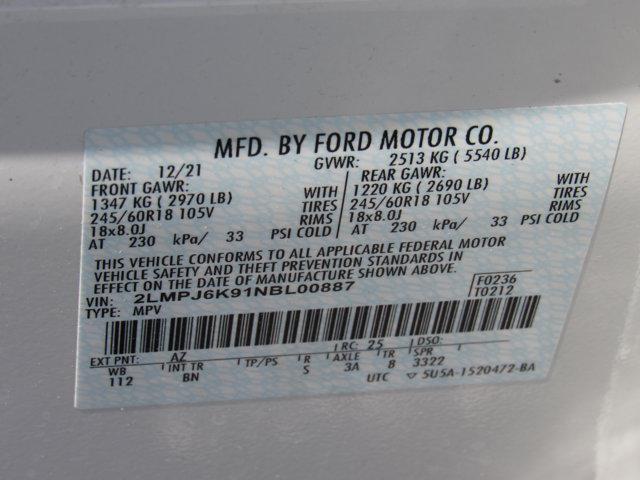 MFD. BY FORD MOTOR CO.
DATE: 12/21 GVWR: 2513 KG ( 5540 LB)
FRONT GAWR: REAR GAWR:
1347 KG ( 2970 LB) WITH 1220 KG ( 2690 LB) WITH
245/60R18 105V TIRES 245/60R18 105V TIRES
18x8.0J RIMS 18x8.0J RIMS
AT 230 kPa/ 33 PSI COLD AT 230 kPa/ 33 PSI COLD
THIS VEHICLE CONFORMS TO ALL APPLICABLE FEDERAL MOTOR
VEHICLE SAFETY AND THEFT PREVENTION STANDARDS IN
EFFECT ON THE DATE OF MANUFACTURE SHOWN ABOVE.
VIN: 2LMPJ6K91NBL00887 F0236
TYPE: MPV T0212
EXT PNT: AZ RC: 25 DSO:
WB INT TR TP/PS R AXLE TR SPR
112 BN S 3A 8 3322
UTC ▽ 5U5A-1520472-BA